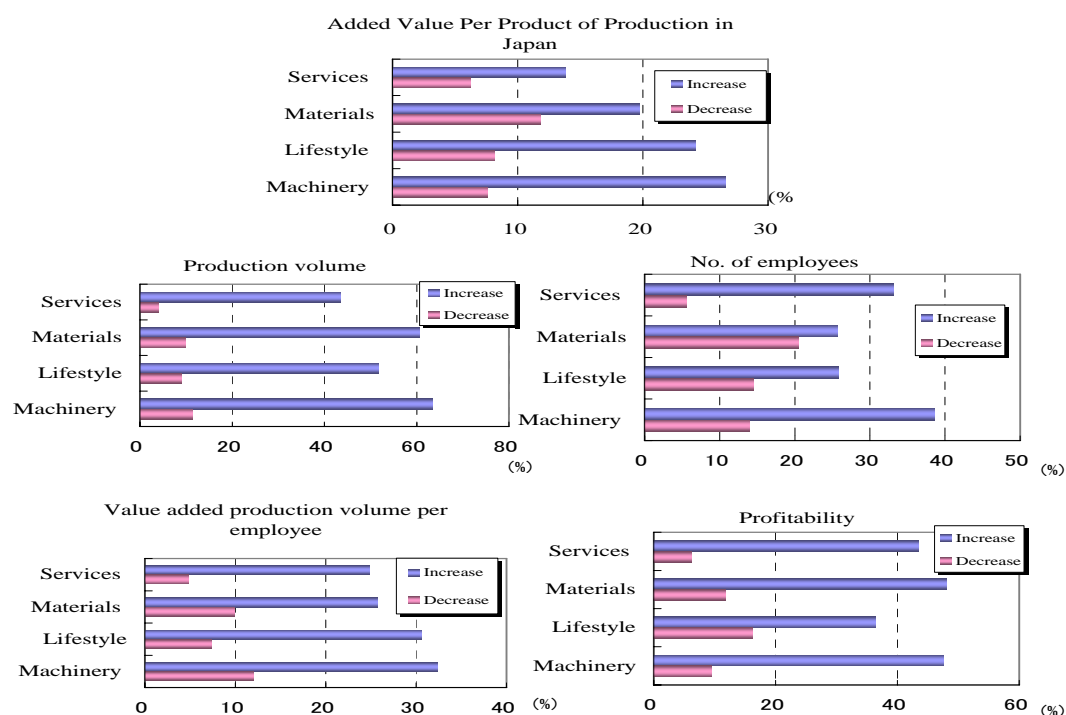 Added Value Per Product of Production in
Japan
Services
Materials
Lifestyle
Machinery
Increase
Decrease
(%
0 10 20 30
Production volume
Services
Materials
Lifestyle
Machinery
Increase
Decrease
0 20 40 60 80
(%)
No. of employees
Services
Materials
Lifestyle
Machinery
Increase
Decrease
0 10 20 30 40 50
(%)
Value added production volume per
employee
Services
Materials
Lifestyle
Machinery
Increase
Decrease
0 10 20 30 40
(%)
Profitability
Services
Materials
Lifestyle
Machinery
Increase
Decrease
0 20 40 60
(%)